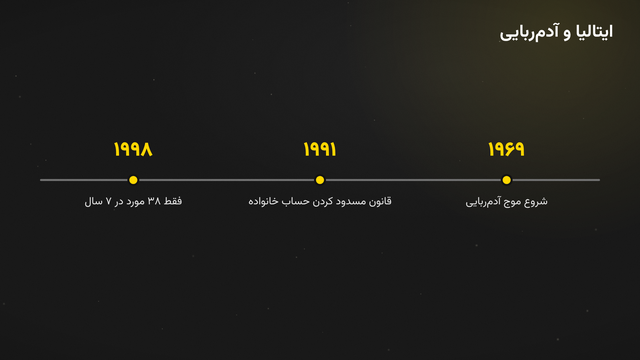 ایتالیا و آدم‌ربایی
۱۹۶۹
شروع موج آدم‌ربایی
۱۹۹۱
قانون مسدود کردن حساب خانواده
۱۹۹۸
فقط ۳۸ مورد در ۷ سال